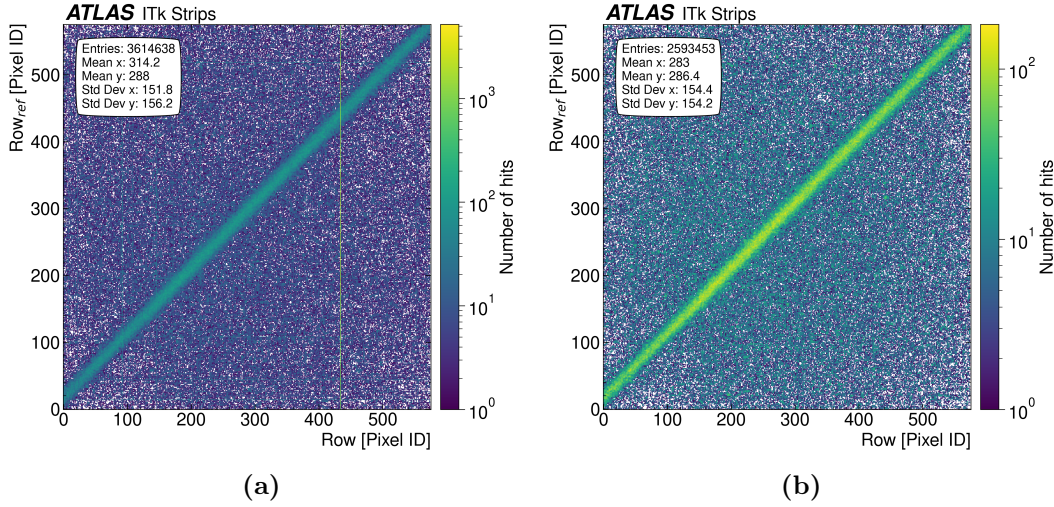 ATLAS ITk Strips
Entries: 3614638
Mean x: 314.2
Mean y: 288
Std Dev x: 151.8
Std Dev y: 156.2
Row_ref [Pixel ID]
500
400
300
200
100
0
0 100 200 300 400 500
Row [Pixel ID]
10^3
10^2
10^1
10^0
Number of hits
(a)
ATLAS ITk Strips
Entries: 2593453
Mean x: 283
Mean y: 286.4
Std Dev x: 154.4
Std Dev y: 154.2
Row_ref [Pixel ID]
500
400
300
200
100
0
0 100 200 300 400 500
Row [Pixel ID]
10^2
10^1
10^0
Number of hits
(b)